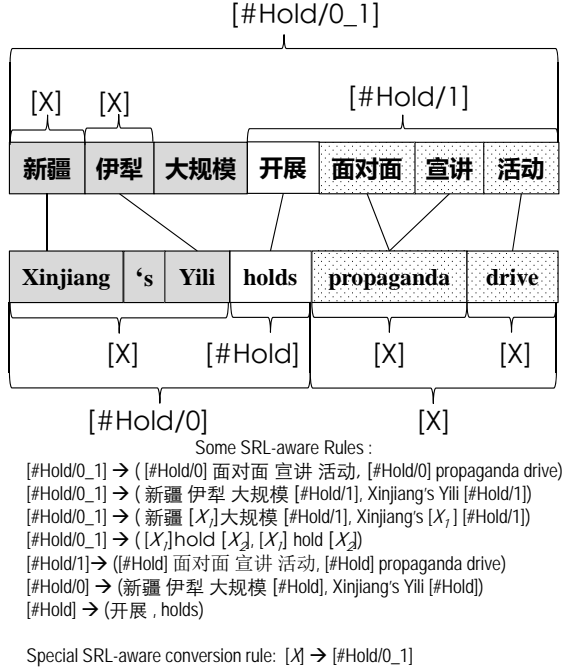 [#Hold/0_1]
[X] [X] [#Hold/1]
新疆 伊犁 大规模 开展 面对面 宣讲 活动
Xinjiang ‘s Yili holds propaganda drive
[X] [#Hold] [X] [X]
[#Hold/0] [X]
Some SRL-aware Rules :
[#Hold/0_1] → ( [#Hold/0] 面对面 宣讲 活动, [#Hold/0] propaganda drive)
[#Hold/0_1] → ( 新疆 伊犁 大规模 [#Hold/1], Xinjiang’s Yili [#Hold/1])
[#Hold/0_1] → ( 新疆 [X₁]大规模 [#Hold/1], Xinjiang’s [X₁] [#Hold/1])
[#Hold/0_1] → ( [X₁]hold [X₂], [X₁] hold [X₂])
[#Hold/1]→ ([#Hold] 面对面 宣讲 活动, [#Hold] propaganda drive)
[#Hold/0] → (新疆 伊犁 大规模 [#Hold], Xinjiang’s Yili [#Hold])
[#Hold] → (开展 , holds)
Special SRL-aware conversion rule: [X] → [#Hold/0_1]